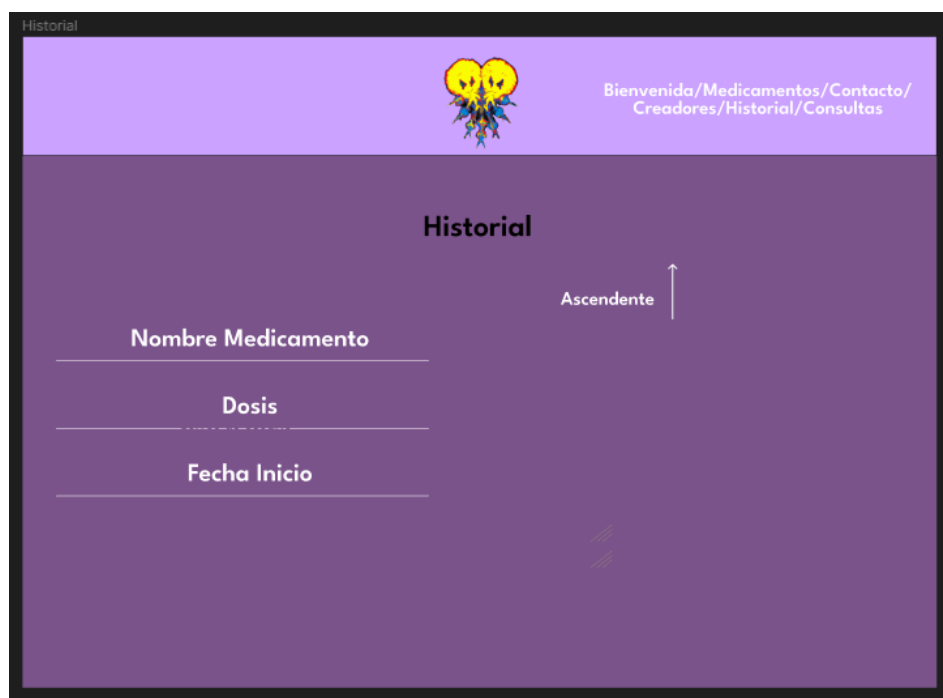 Historial
Bienvenida/Medicamentos/Contacto/
Creadores/Historial/Consultas
Historial
Ascendente
Nombre Medicamento
Dosis
Fecha Inicio